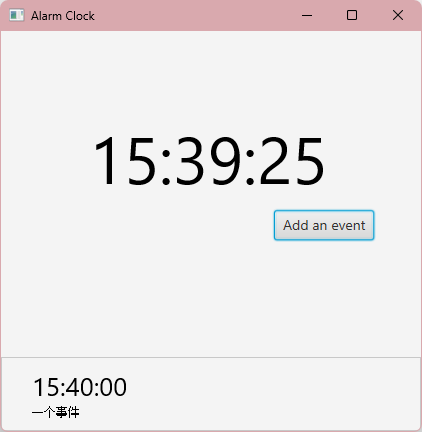 Alarm Clock
15:39:25
Add an event
15:40:00
一个事件